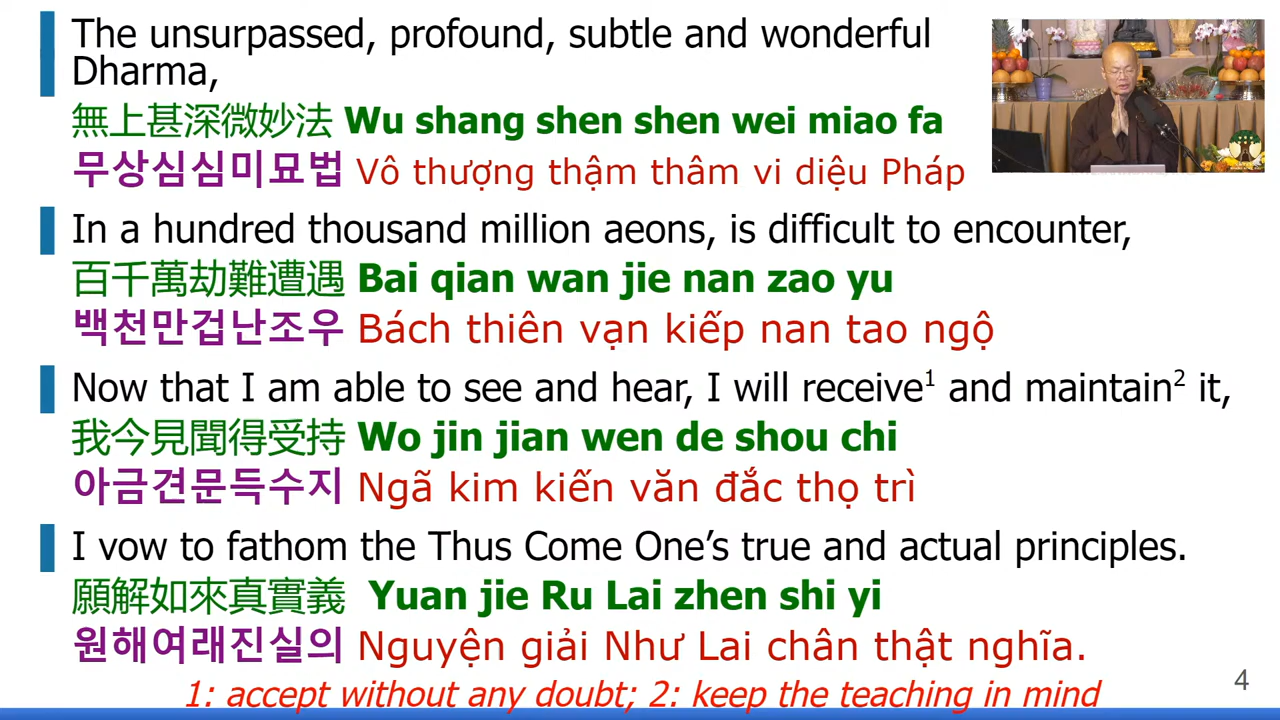 The unsurpassed, profound, subtle and wonderful
Dharma,
無上甚深微妙法 Wu shang shen shen wei miao fa
무상심심미묘법 Vô thượng thậm thâm vi diệu Pháp
In a hundred thousand million aeons, is difficult to encounter,
百千萬劫難遭遇 Bai qian wan jie nan zao yu
백천만겁난조우 Bách thiên vạn kiếp nan tao ngộ
Now that I am able to see and hear, I will receive1 and maintain2 it,
我今見聞得受持 Wo jin jian wen de shou chi
아금견문득수지 Ngã kim kiến văn đắc thọ trì
I vow to fathom the Thus Come One’s true and actual principles.
願解如來真實義 Yuan jie Ru Lai zhen shi yi
원해여래진실의 Nguyện giải Như Lai chân thật nghĩa.
1: accept without any doubt; 2: keep the teaching in mind
4